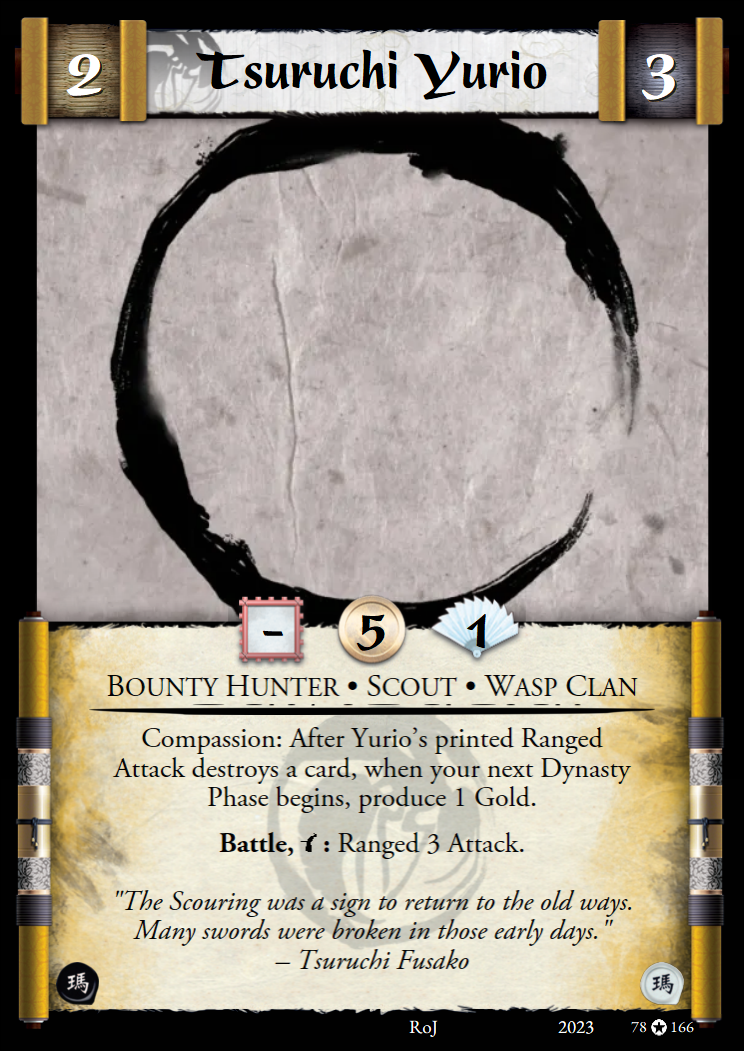 2 Tsuruchi Yurio 3
- 5 1
Bounty Hunter • Scout • Wasp Clan
Compassion: After Yurio's printed Ranged
Attack destroys a card, when your next Dynasty
Phase begins, produce 1 Gold.
Battle, : Ranged 3 Attack.
"The Scouring was a sign to return to the old ways.
Many swords were broken in those early days."
– Tsuruchi Fusako
瑪 瑪
RoJ 2023 78 166